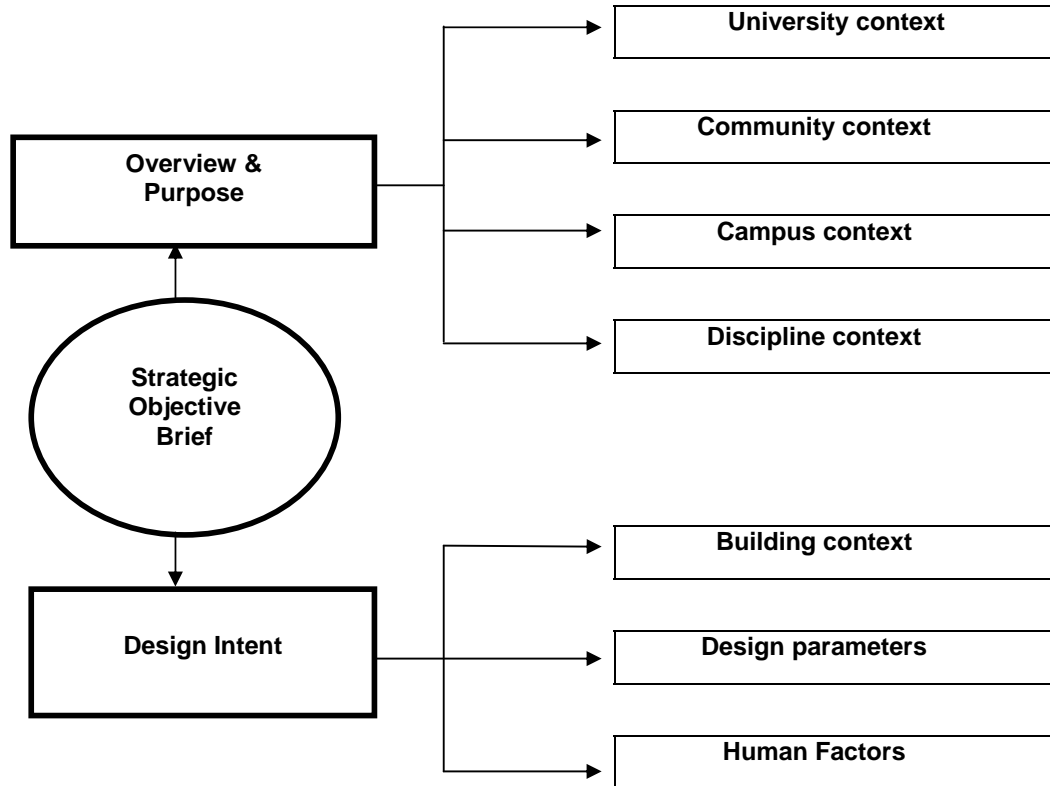 University context
Community context
Overview &
Purpose
Campus context
Discipline context
Strategic
Objective
Brief
Building context
Design Intent
Design parameters
Human Factors